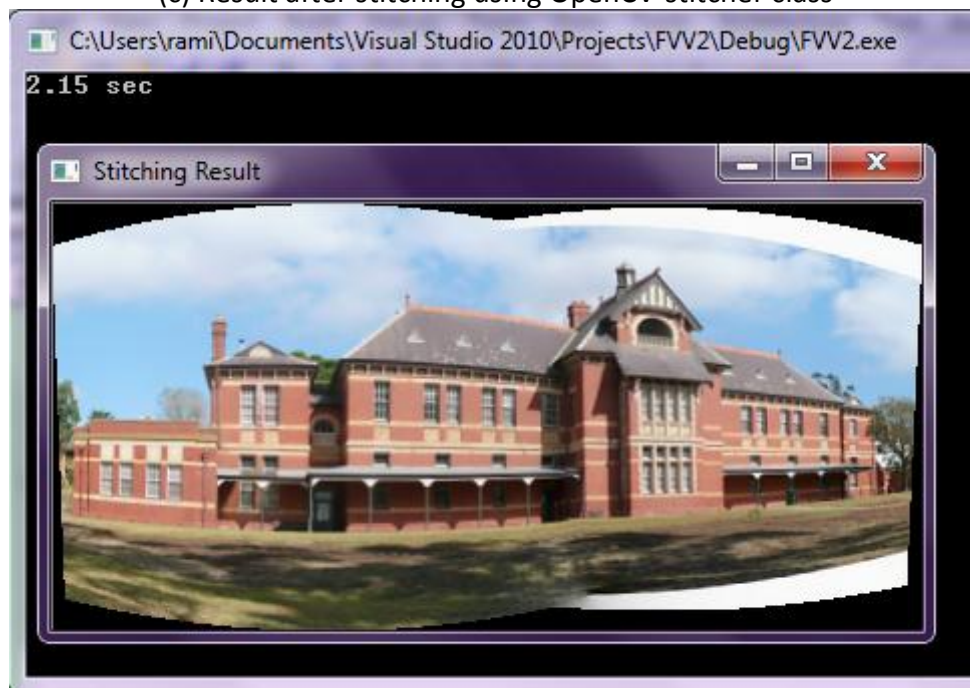 (c) Result after stitching using OpenCV stitcher class
C:\Users\rami\Documents\Visual Studio 2010\Projects\FVV2\Debug\FVV2.exe
2.15 sec
Stitching Result